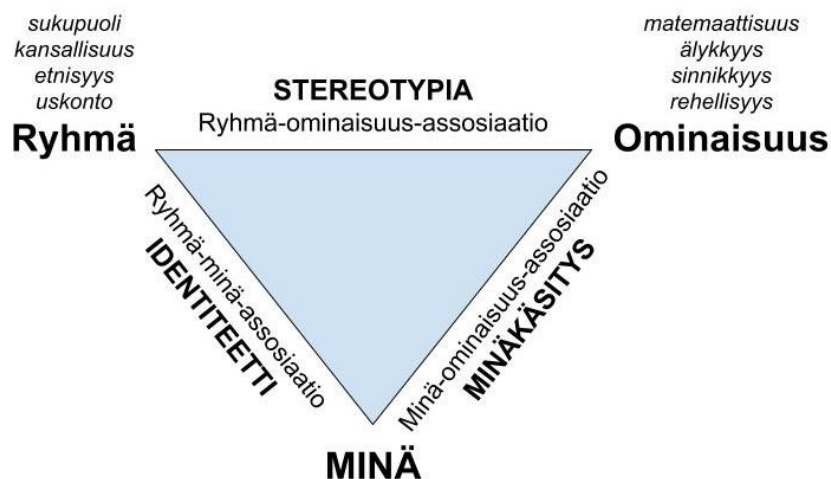 sukupuoli
kansallisuus
etnisyys
uskonto
Ryhmä
STEREOTYPIA
Ryhmä-ominaisuus-assosiaatio
matemaattisuus
älykkyys
sinnikkyys
rehellisyys
Ominaisuus
Ryhmä-minä-assosiaatio
IDENTITEETTI
Minä-ominaisuus-assosiaatio
MINÄKÄSITYS
MINÄ